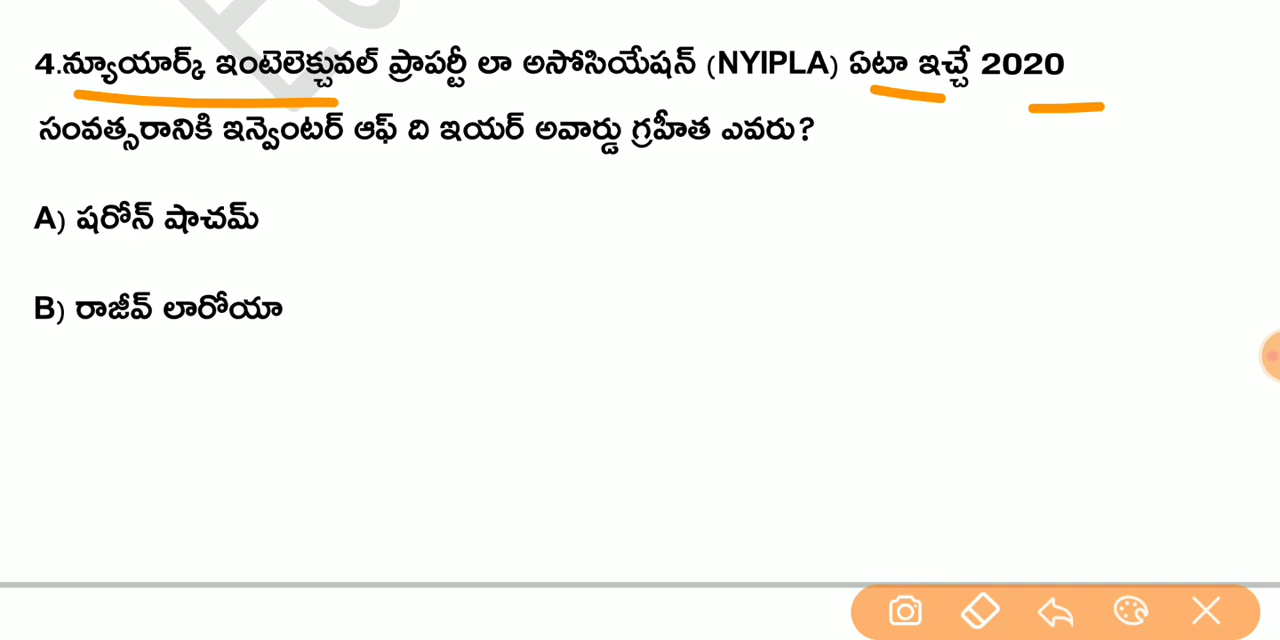 4.న్యూయార్క్ ఇంటెలెక్చువల్ ప్రాపర్టీ లా అసోసియేషన్ (NYIPLA) ఏటా ఇచ్చే 2020
సంవత్సరానికి ఇన్వెంటర్ ఆఫ్ ది ఇయర్ అవార్డు గ్రహీత ఎవరు?
A) షరోన్ షాచమ్
B) రాజీవ్ లారోయా